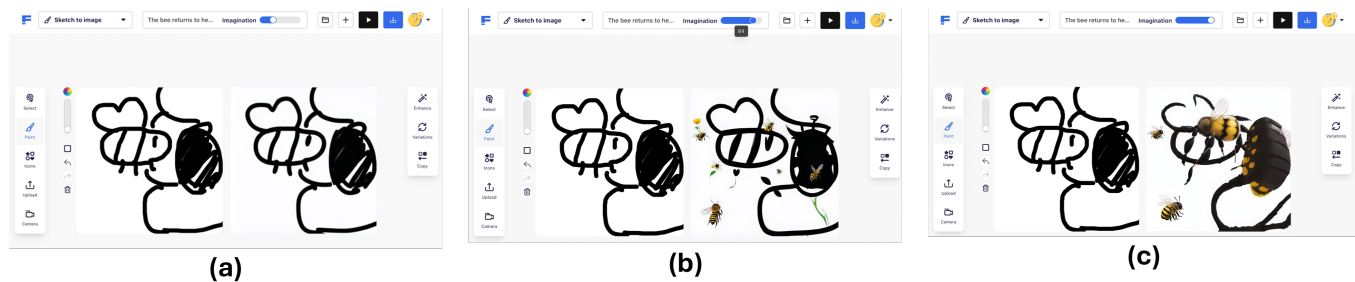 Sketch to image
The bee returns to he...
Imagination
Select
Paint
Icons
Upload
Camera
Enhance
Variations
Copy
(a)
Sketch to image
The bee returns to he...
Imagination
84
Select
Paint
Icons
Upload
Camera
Enhance
Variations
Copy
(b)
Sketch to image
The bee returns to he...
Imagination
Select
Paint
Icons
Upload
Camera
Enhance
Variations
Copy
(c)